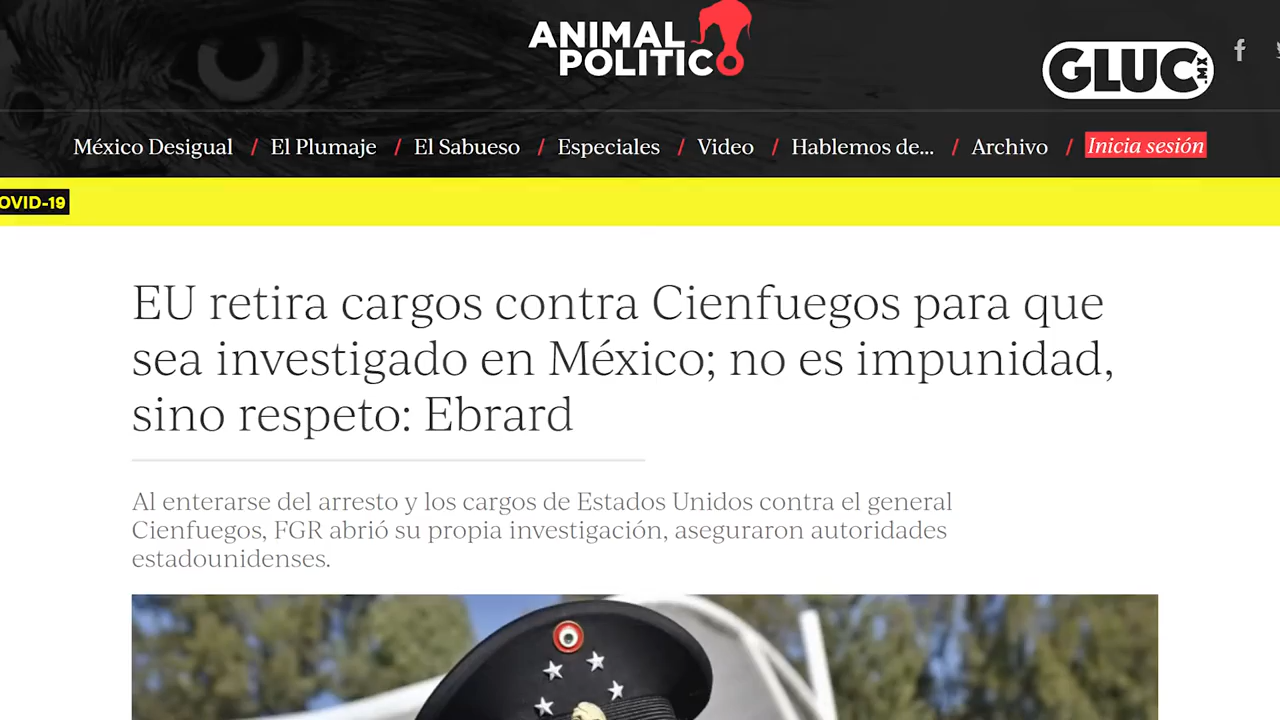 ANIMAL
POLITICO
GLUC.MX
México Desigual / El Plumaje / El Sabueso / Especiales / Video / Hablemos de... / Archivo / Inicia sesión
OVID-19
EU retira cargos contra Cienfuegos para que
sea investigado en México; no es impunidad,
sino respeto: Ebrard
Al enterarse del arresto y los cargos de Estados Unidos contra el general
Cienfuegos, FGR abrió su propia investigación, aseguraron autoridades
estadounidenses.